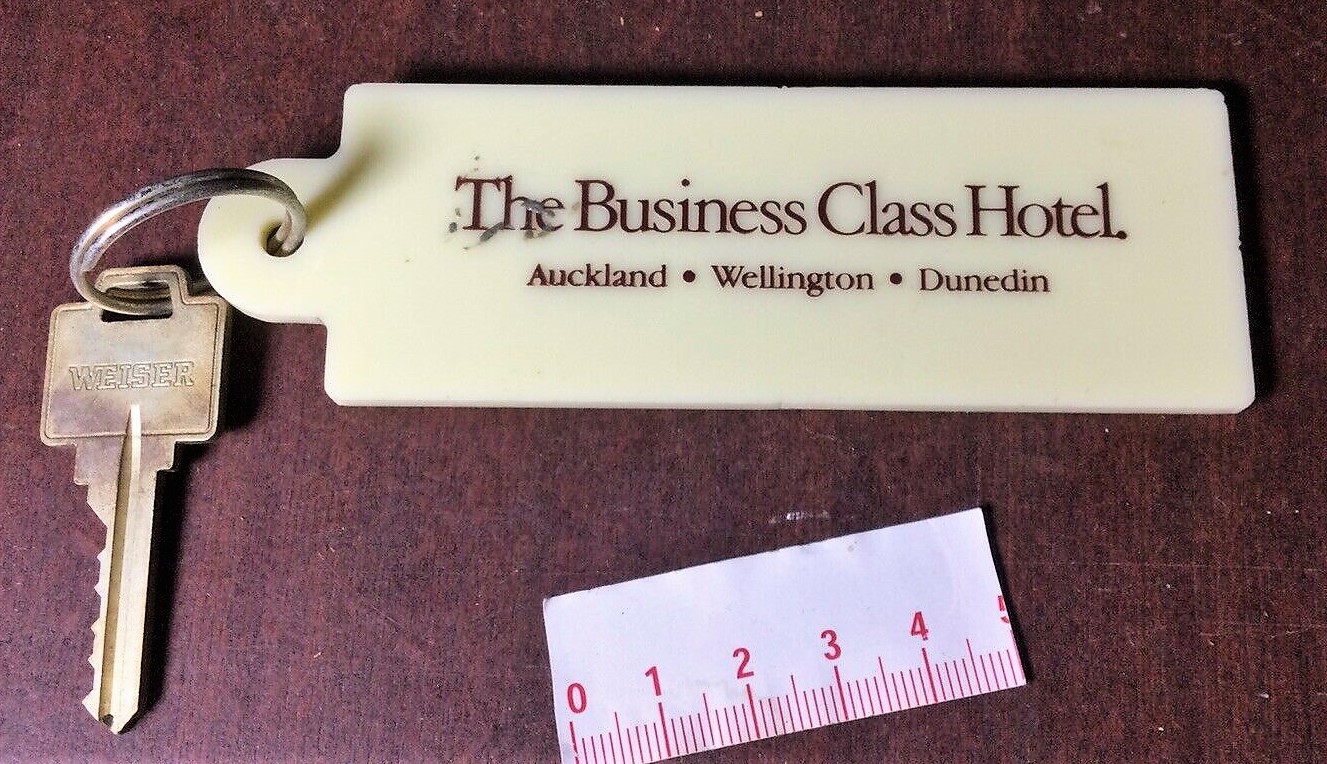 The Business Class Hotel.
Auckland • Wellington • Dunedin
WEISER
0 1 2 3 4 5